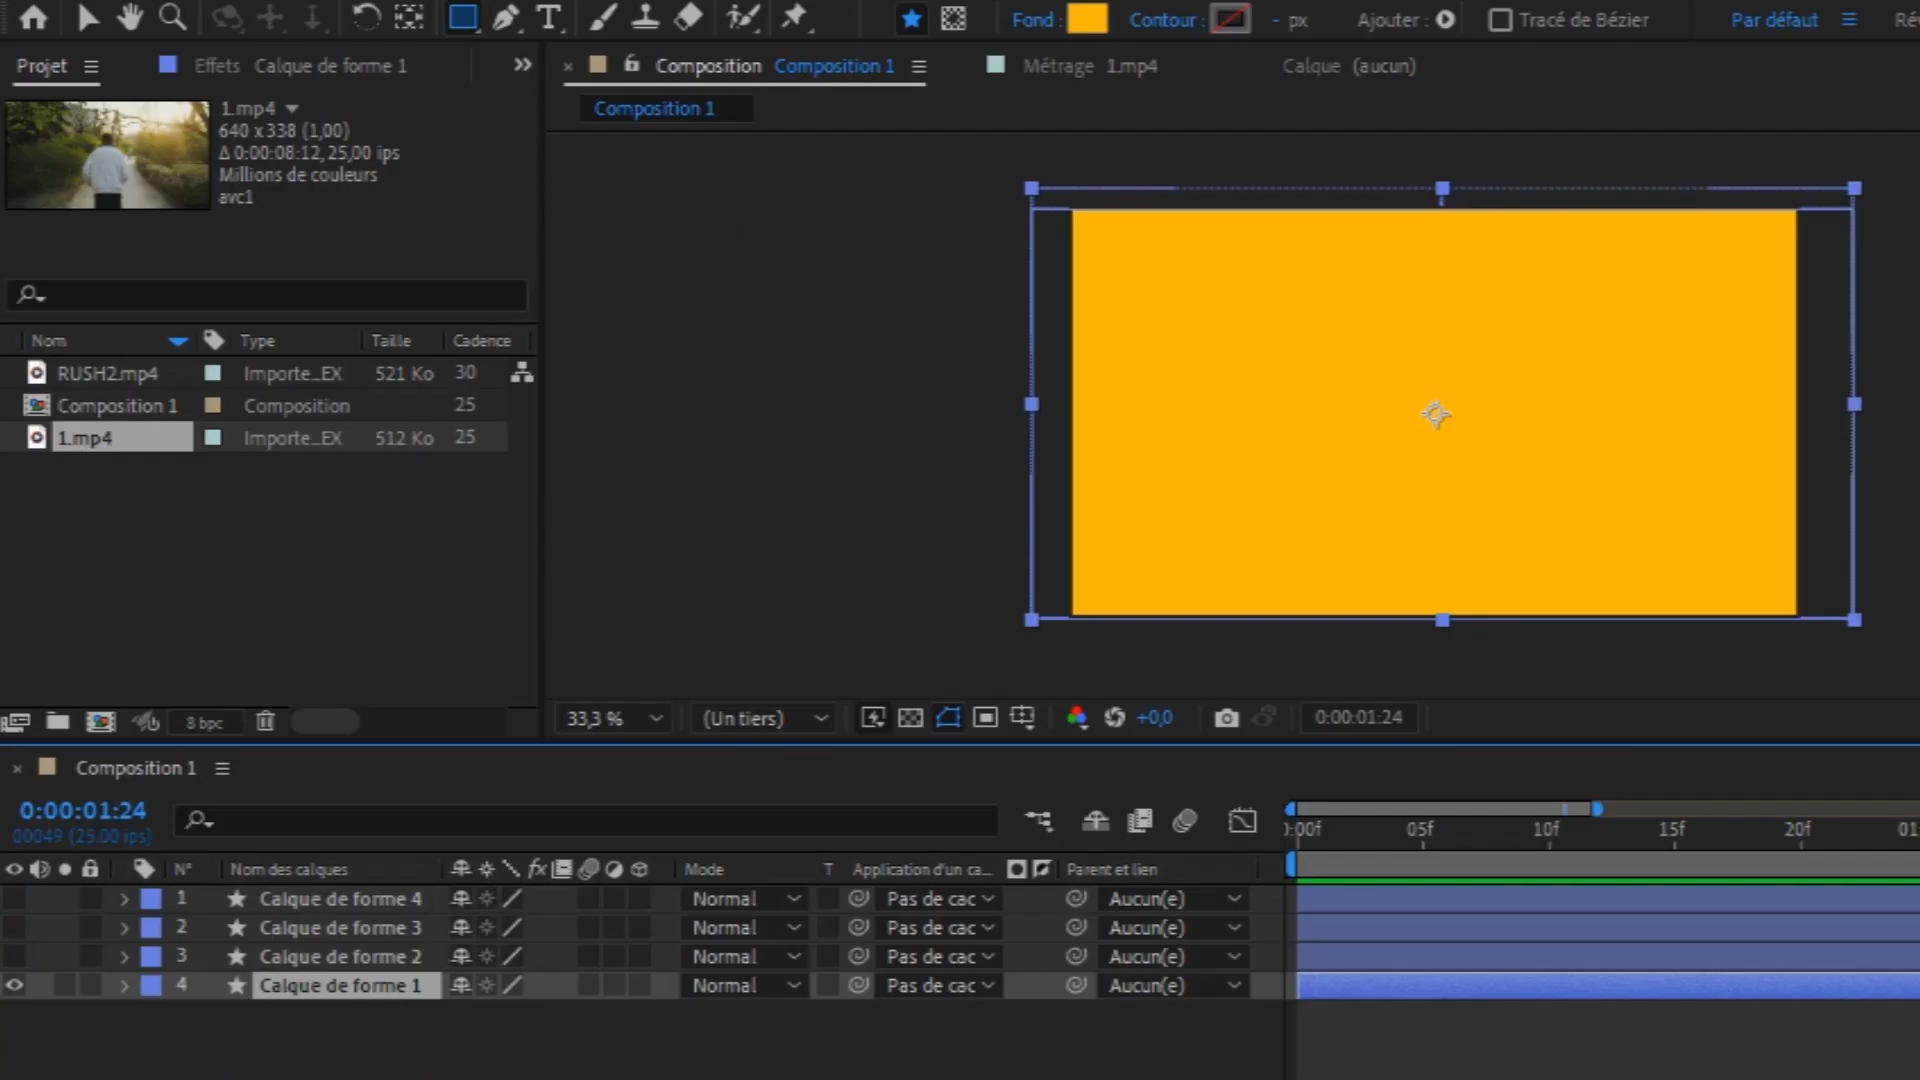 Fond :
Contour :
- px
Ajouter :
Tracé de Bézier
Par défaut
Projet
Effets Calque de forme 1
Composition Composition 1
Métrage 1.mp4
Calque (aucun)
Composition 1
1.mp4
640 x 338 (1,00)
Δ 0:00:08:12, 25,00 ips
Millions de couleurs
avc1
Nom Type Taille Cadence
RUSH2.mp4 Importe...EX 521 Ko 30
Composition 1 Composition 25
1.mp4 Importe...EX 512 Ko 25
8 bpc
33,3 %
(Un tiers)
+0,0
0:00:01:24
Composition 1
0:00:01:24
00049 (25.00 ips)
:00f 05f 10f 15f 20f 01:
N° Nom des calques fx Mode T Application d'un ca... Parent et lien
1 Calque de forme 4 Normal Pas de cac Aucun(e)
2 Calque de forme 3 Normal Pas de cac Aucun(e)
3 Calque de forme 2 Normal Pas de cac Aucun(e)
4 Calque de forme 1 Normal Pas de cac Aucun(e)